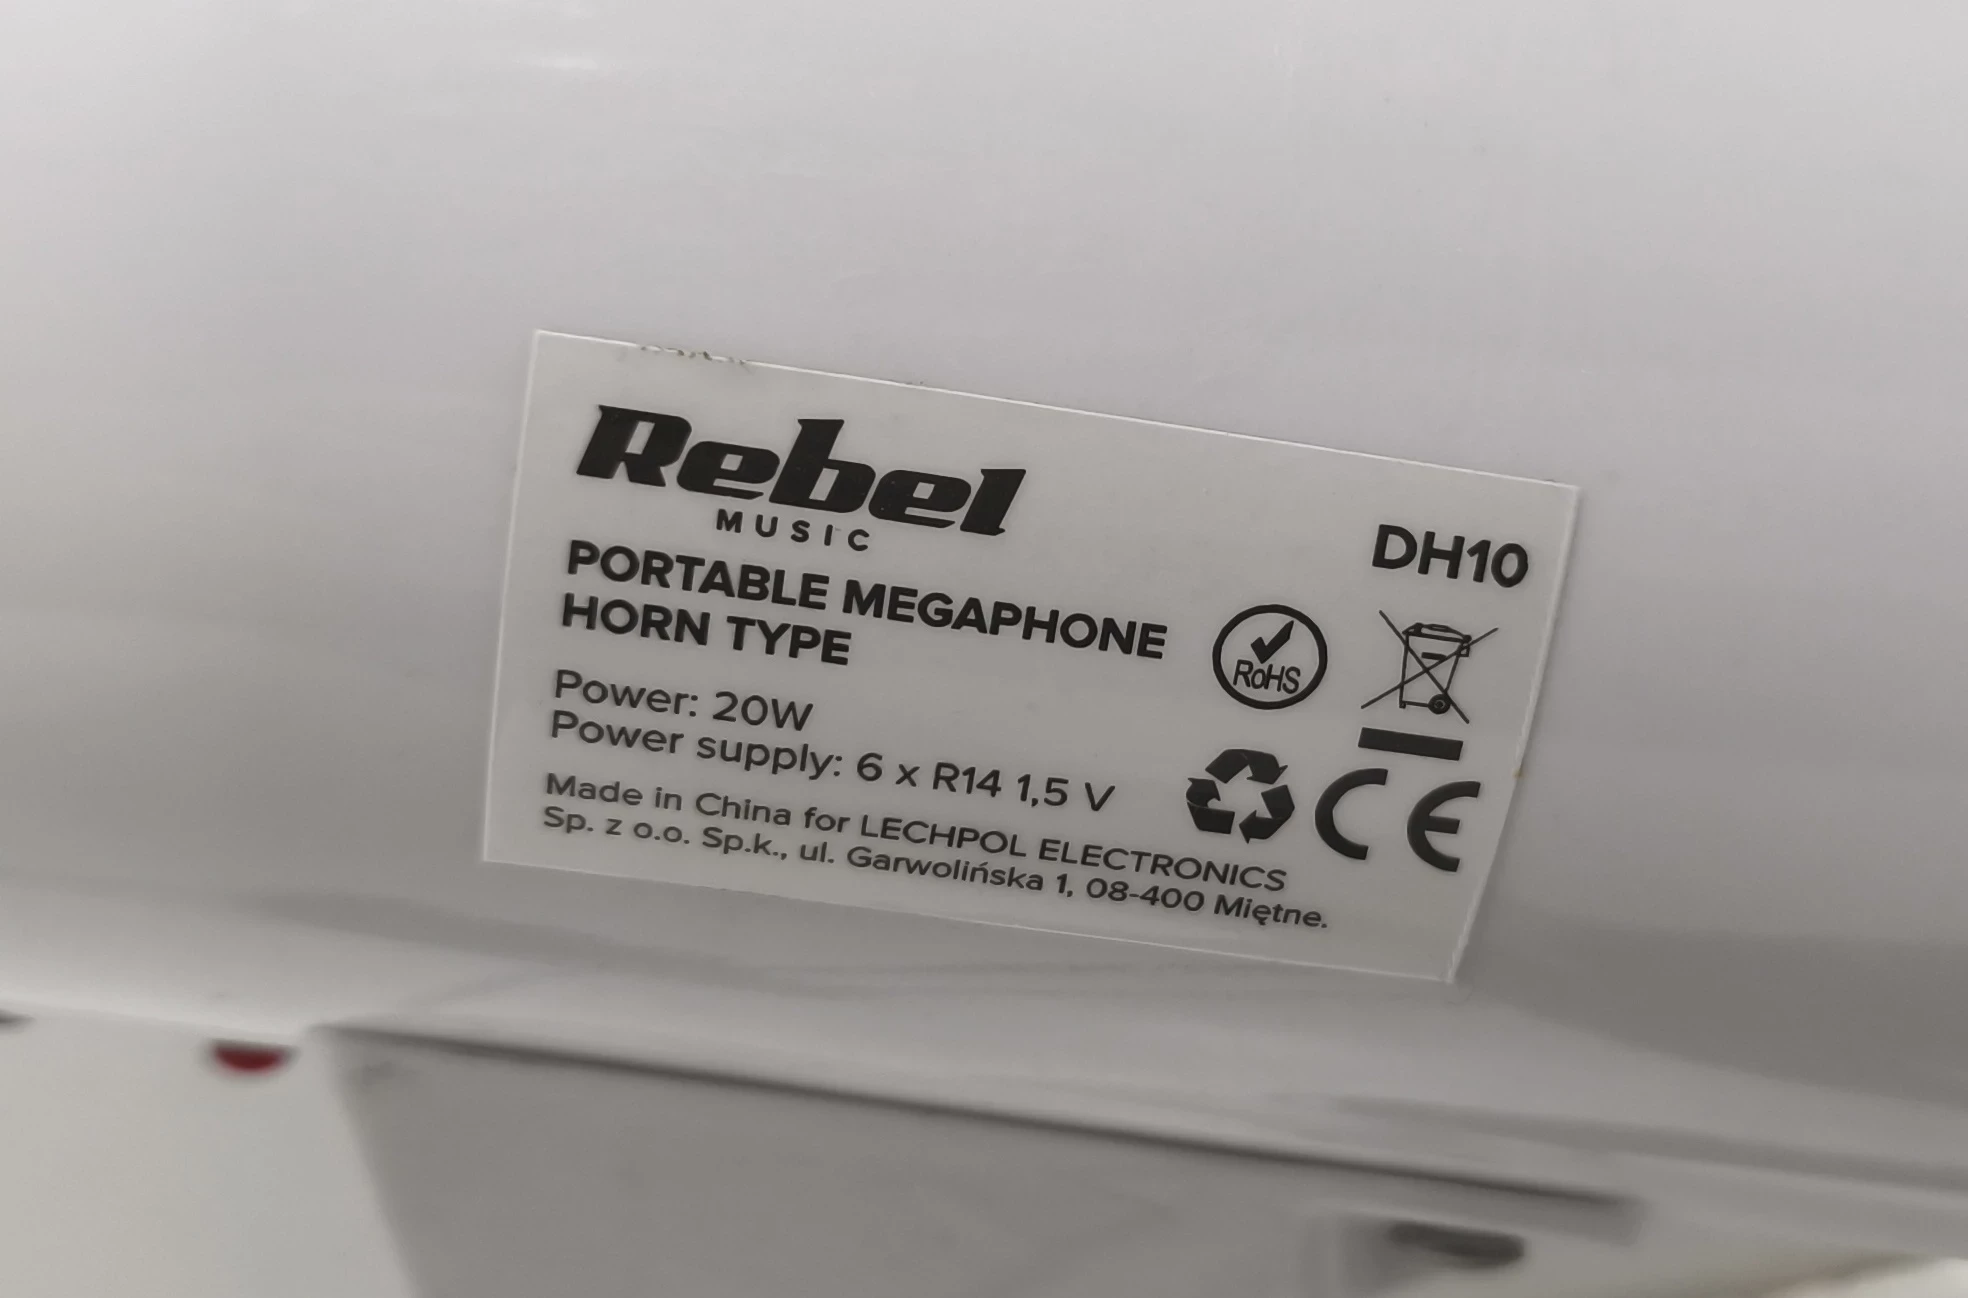 Rebel
MUSIC
DH10
PORTABLE MEGAPHONE
HORN TYPE
RoHS
Power: 20W
Power supply: 6 x R14 1,5 V
CE
Made in China for LECHPOL ELECTRONICS
Sp. z o.o. Sp.k., ul. Garwolińska 1, 08-400 Miętne.